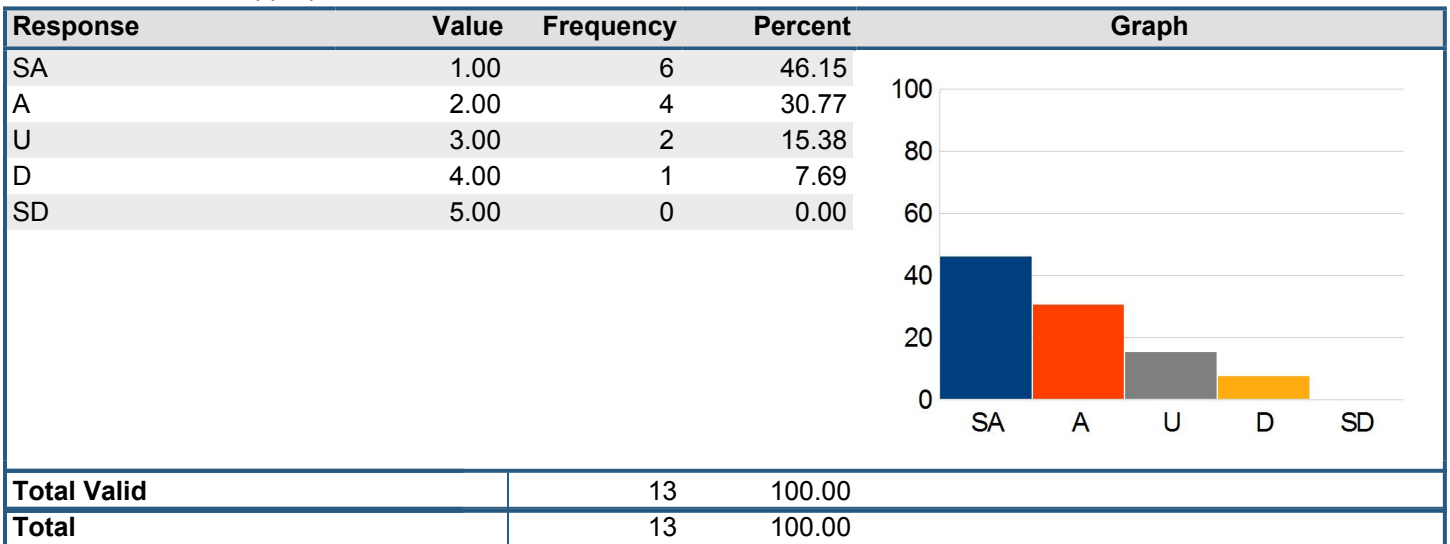 Response Value Frequency Percent Graph
SA 1.00 6 46.15
A 2.00 4 30.77
U 3.00 2 15.38
D 4.00 1 7.69
SD 5.00 0 0.00
100
80
60
40
20
0
SA A U D SD
Total Valid 13 100.00
Total 13 100.00